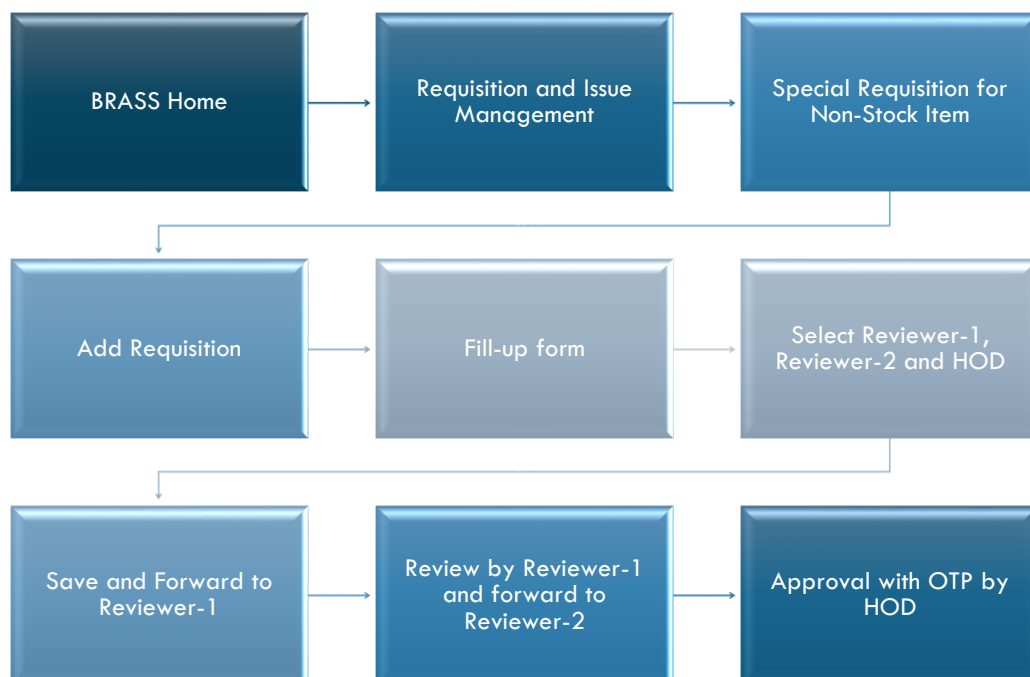 BRASS Home
Requisition and Issue
Management
Special Requisition for
Non-Stock Item
Add Requisition
Fill-up form
Select Reviewer-1,
Reviewer-2 and HOD
Save and Forward to
Reviewer-1
Review by Reviewer-1
and forward to
Reviewer-2
Approval with OTP by
HOD